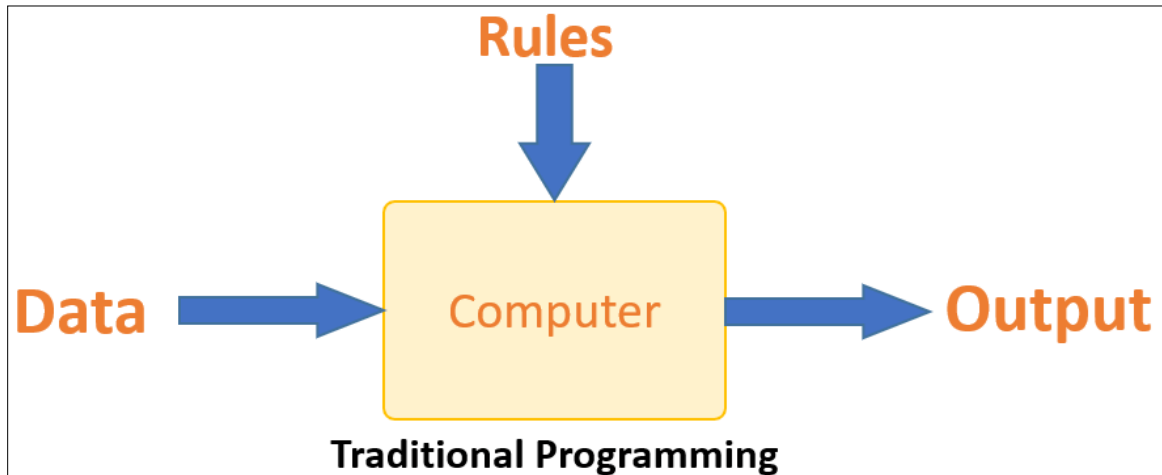 Rules
Data
Computer
Output
Traditional Programming